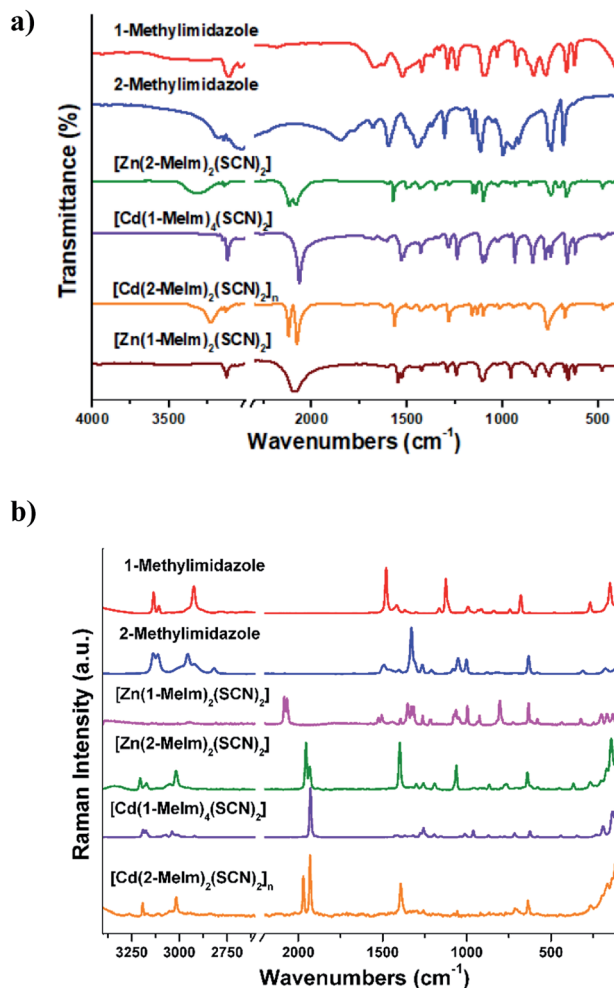 a)
1-Methylimidazole
2-Methylimidazole
[Zn(2-MeIm)₂(SCN)₂]
[Cd(1-MeIm)₄(SCN)₂]
[Cd(2-MeIm)₂(SCN)₂]ₙ
[Zn(1-MeIm)₂(SCN)₂]
Transmittance (%)
4000 3500 2000 1500 1000 500
Wavenumbers (cm⁻¹)
b)
1-Methylimidazole
2-Methylimidazole
[Zn(1-MeIm)₂(SCN)₂]
[Zn(2-MeIm)₂(SCN)₂]
[Cd(1-MeIm)₄(SCN)₂]
[Cd(2-MeIm)₂(SCN)₂]ₙ
Raman Intensity (a.u.)
3250 3000 2750 2000 1500 1000 500
Wavenumbers (cm⁻¹)